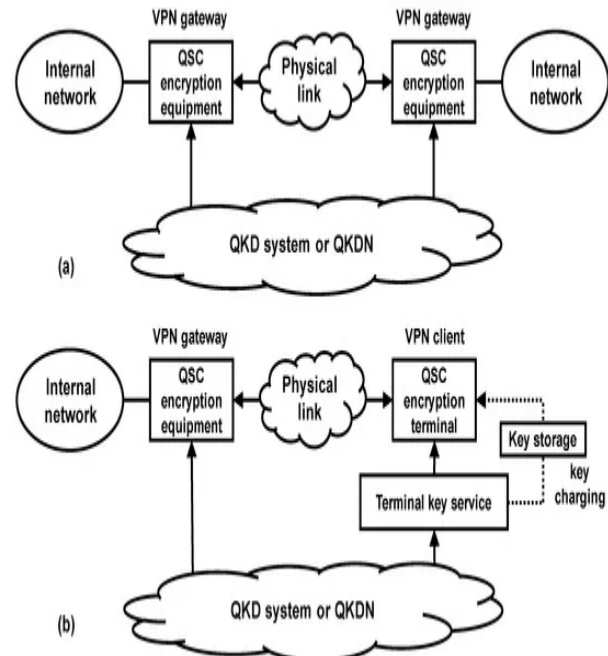 VPN gateway
VPN gateway
Internal
network
QSC
encryption
equipment
Physical
link
QSC
encryption
equipment
Internal
network
QKD system or QKDN
(a)
VPN gateway
VPN client
Internal
network
QSC
encryption
equipment
Physical
link
QSC
encryption
terminal
Key storage
key
charging
Terminal key service
QKD system or QKDN
(b)